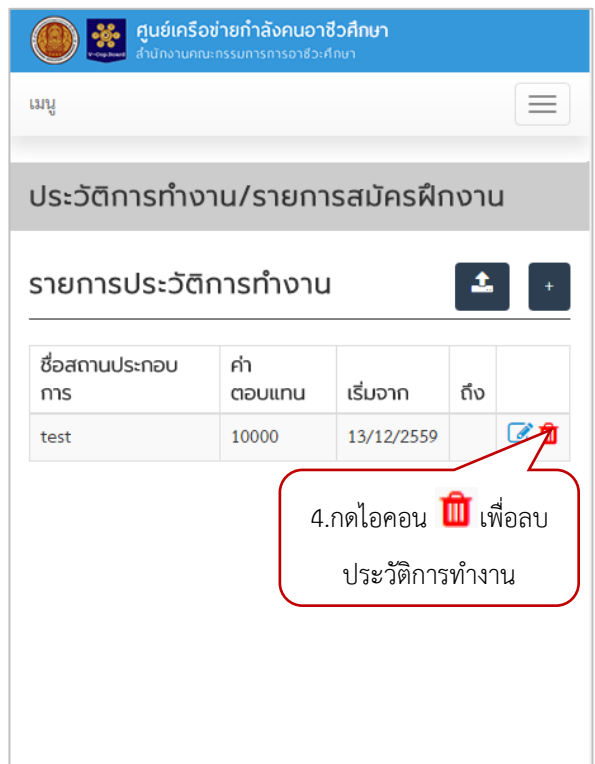 ศูนย์เครือข่ายกำลังคนอาชีวศึกษา
สำนักงานคณะกรรมการการอาชีวะศึกษา
เมนู
ประวัติการทำงาน/รายการสมัครฝึกงาน
รายการประวัติการทำงาน
+
ชื่อสถานประกอบ
การ
ค่า
ตอบแทน
เริ่มจาก
ถึง
test
10000
13/12/2559
4.กดไอคอน เพื่อลบ
ประวัติการทำงาน